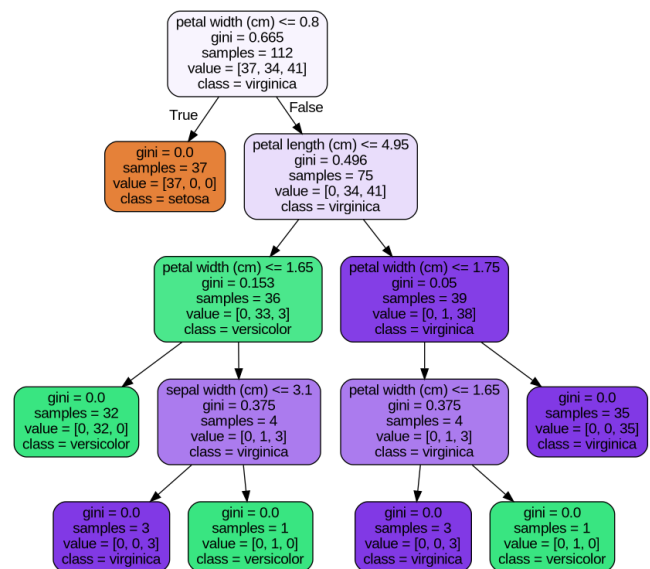 petal width (cm) <= 0.8
gini = 0.665
samples = 112
value = [37, 34, 41]
class = virginica
True
False
gini = 0.0
samples = 37
value = [37, 0, 0]
class = setosa
petal length (cm) <= 4.95
gini = 0.496
samples = 75
value = [0, 34, 41]
class = virginica
petal width (cm) <= 1.65
gini = 0.153
samples = 36
value = [0, 33, 3]
class = versicolor
petal width (cm) <= 1.75
gini = 0.05
samples = 39
value = [0, 1, 38]
class = virginica
gini = 0.0
samples = 32
value = [0, 32, 0]
class = versicolor
sepal width (cm) <= 3.1
gini = 0.375
samples = 4
value = [0, 1, 3]
class = virginica
petal width (cm) <= 1.65
gini = 0.375
samples = 4
value = [0, 1, 3]
class = virginica
gini = 0.0
samples = 35
value = [0, 0, 35]
class = virginica
gini = 0.0
samples = 3
value = [0, 0, 3]
class = virginica
gini = 0.0
samples = 1
value = [0, 1, 0]
class = versicolor
gini = 0.0
samples = 3
value = [0, 0, 3]
class = virginica
gini = 0.0
samples = 1
value = [0, 1, 0]
class = versicolor